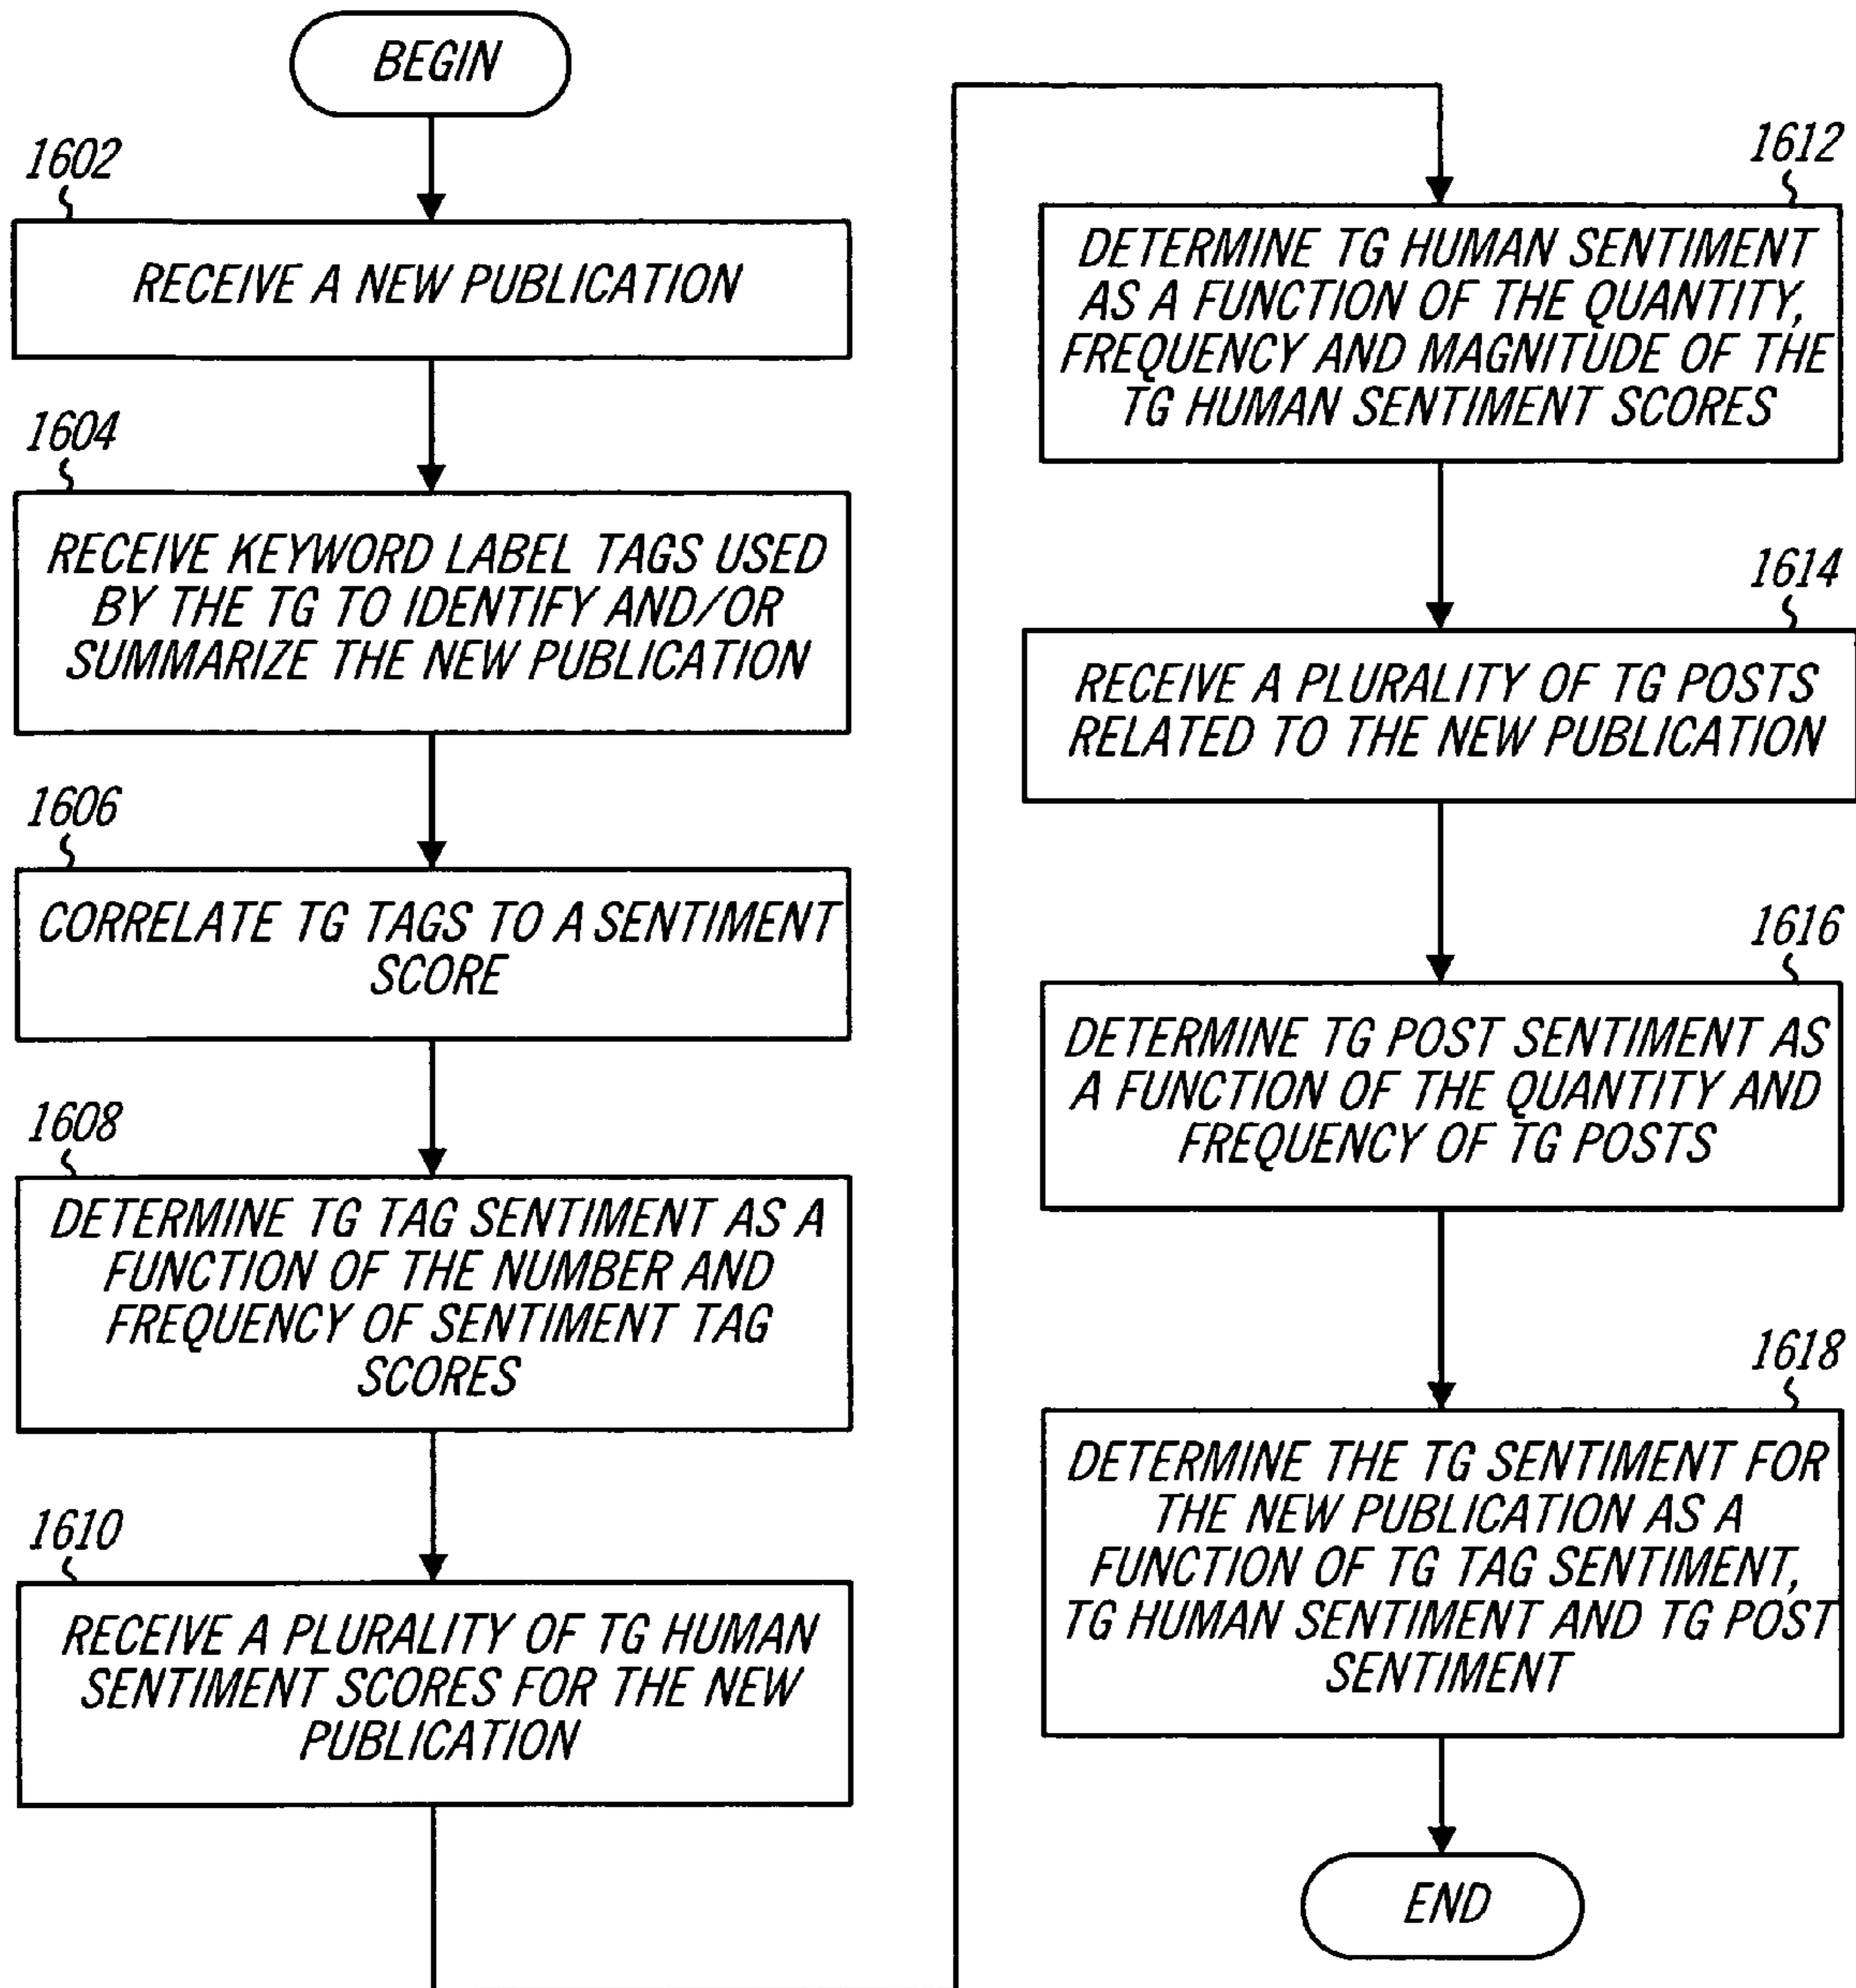 BEGIN
1602
RECEIVE A NEW PUBLICATION
1604
RECEIVE KEYWORD LABEL TAGS USED
BY THE TG TO IDENTIFY AND/OR
SUMMARIZE THE NEW PUBLICATION
1606
CORRELATE TG TAGS TO A SENTIMENT
SCORE
1608
DETERMINE TG TAG SENTIMENT AS A
FUNCTION OF THE NUMBER AND
FREQUENCY OF SENTIMENT TAG
SCORES
1610
RECEIVE A PLURALITY OF TG HUMAN
SENTIMENT SCORES FOR THE NEW
PUBLICATION
1612
DETERMINE TG HUMAN SENTIMENT
AS A FUNCTION OF THE QUANTITY,
FREQUENCY AND MAGNITUDE OF THE
TG HUMAN SENTIMENT SCORES
1614
RECEIVE A PLURALITY OF TG POSTS
RELATED TO THE NEW PUBLICATION
1616
DETERMINE TG POST SENTIMENT AS
A FUNCTION OF THE QUANTITY AND
FREQUENCY OF TG POSTS
1618
DETERMINE THE TG SENTIMENT FOR
THE NEW PUBLICATION AS A
FUNCTION OF TG TAG SENTIMENT,
TG HUMAN SENTIMENT AND TG POST
SENTIMENT
END